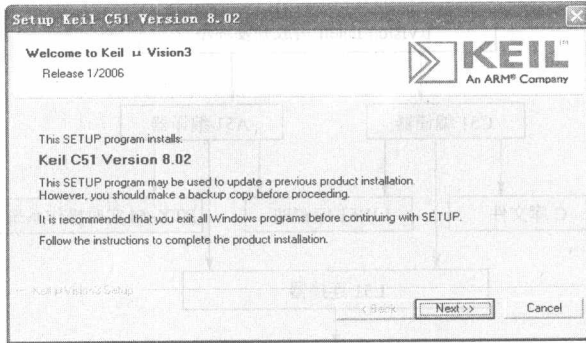 Setup Keil C51 Version 8.02
Welcome to Keil μ Vision3
Release 1/2006
KEIL™
An ARM® Company
This SETUP program installs:
Keil C51 Version 8.02
This SETUP program may be used to update a previous product installation.
However, you should make a backup copy before proceeding.
It is recommended that you exit all Windows programs before continuing with SETUP.
Follow the instructions to complete the product installation.
Keil μVision3 Setup
< Back
Next >>
Cancel